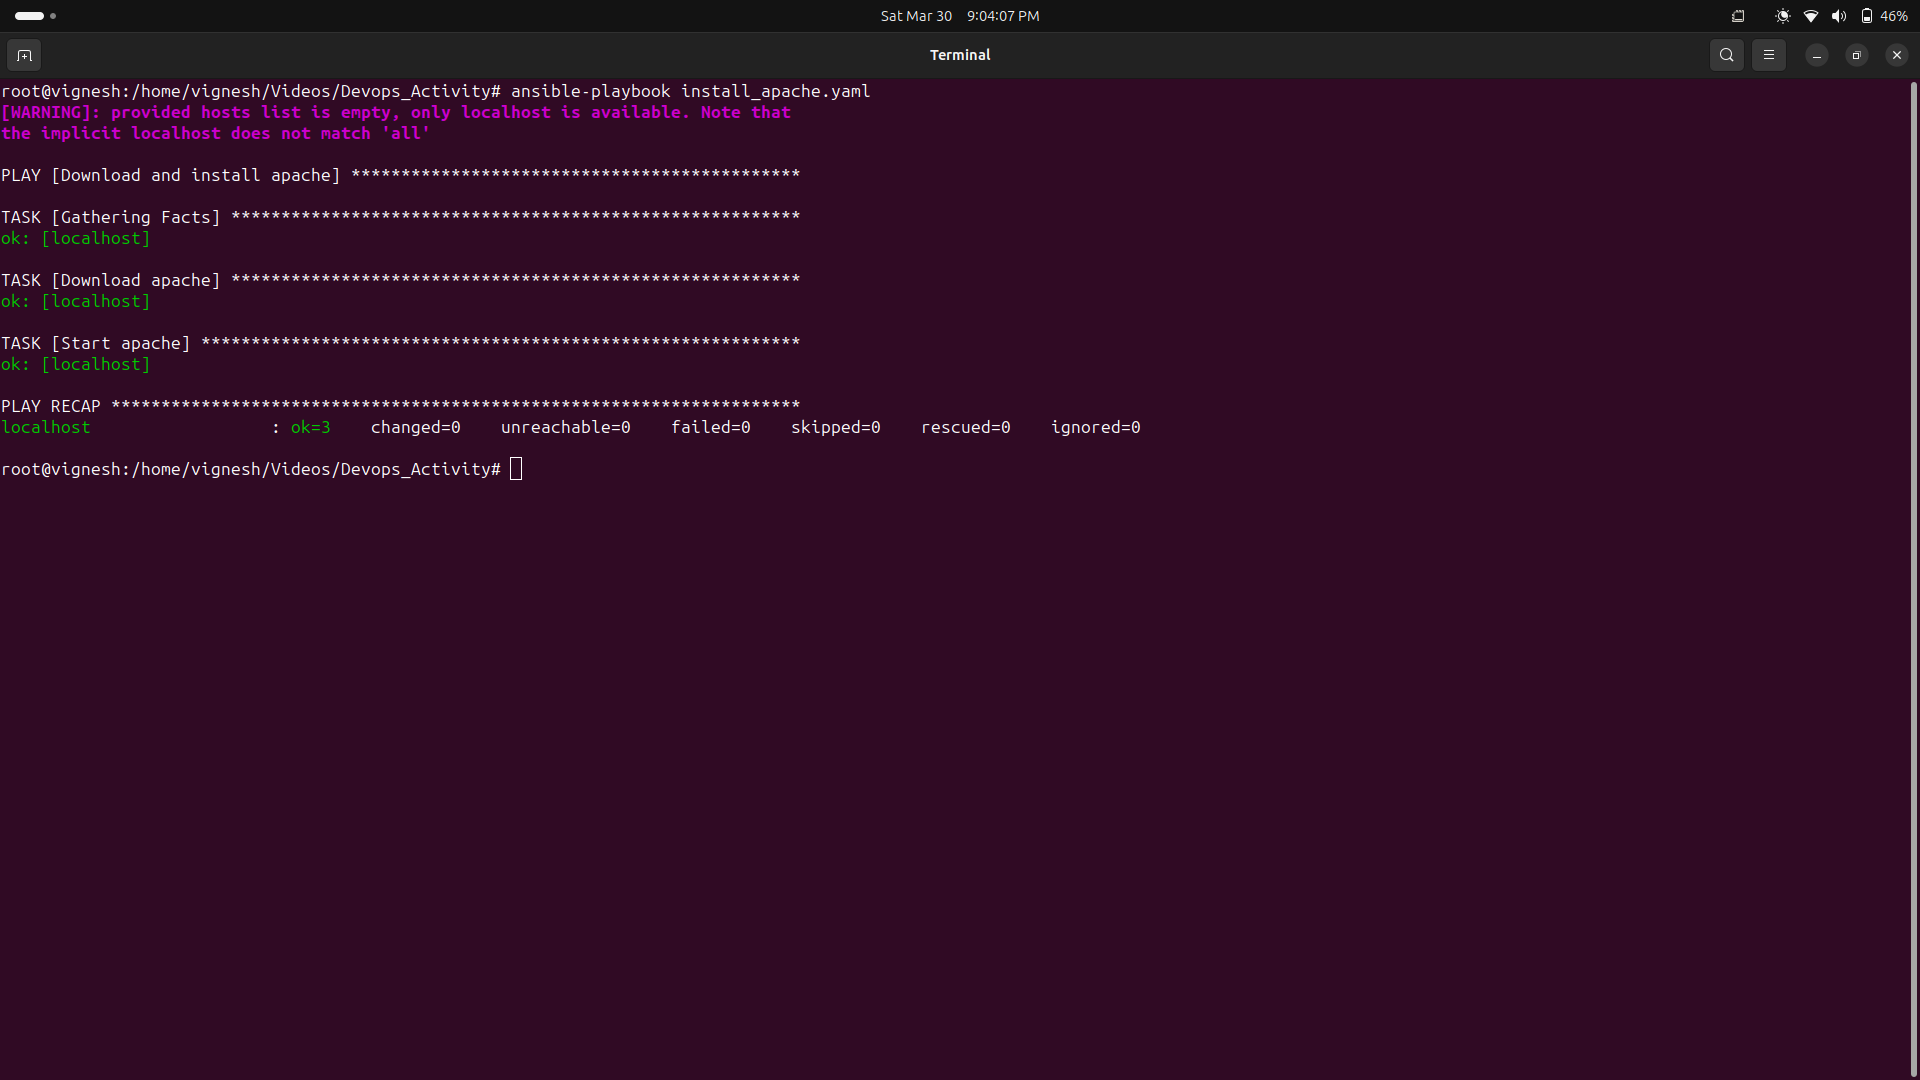 Sat Mar 30 9:04:07 PM
46%
Terminal
root@vignesh:/home/vignesh/Videos/Devops_Activity# ansible-playbook install_apache.yaml
[WARNING]: provided hosts list is empty, only localhost is available. Note that
the implicit localhost does not match 'all'
PLAY [Download and install apache] *********************************************
TASK [Gathering Facts] *********************************************************
ok: [localhost]
TASK [Download apache] *********************************************************
ok: [localhost]
TASK [Start apache] ************************************************************
ok: [localhost]
PLAY RECAP *********************************************************************
localhost                  : ok=3    changed=0    unreachable=0    failed=0    skipped=0    rescued=0    ignored=0
root@vignesh:/home/vignesh/Videos/Devops_Activity#